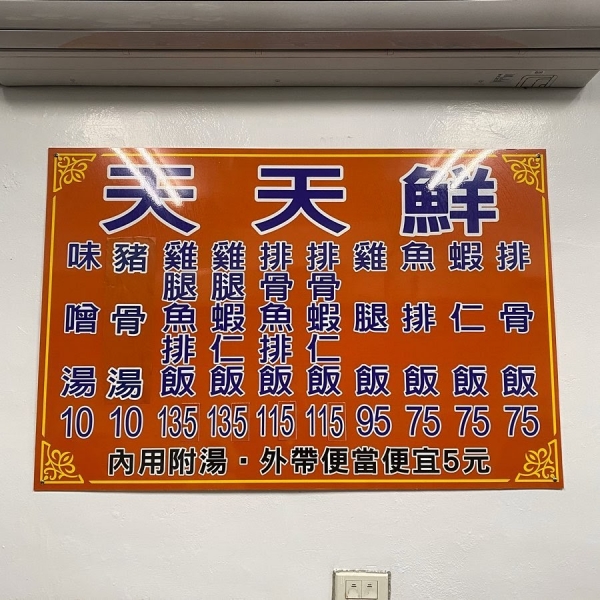 天天鮮
排骨飯 75
蝦仁飯 75
魚排飯 75
雞腿飯 95
排骨蝦仁飯 115
排骨魚排飯 115
雞腿蝦仁飯 135
雞腿魚排飯 135
豬骨湯 10
味噌湯 10
內用附湯・外帶便當便宜5元